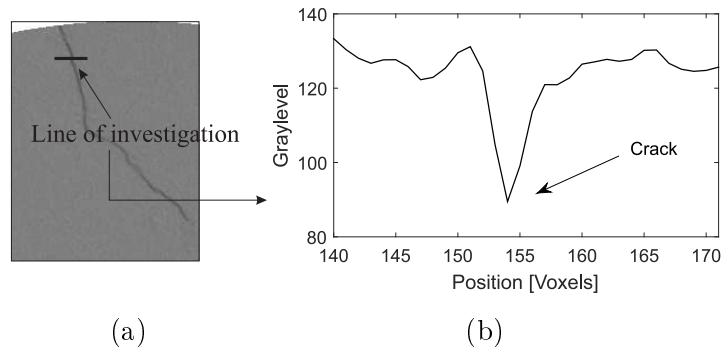 Line of investigation
Graylevel
140
120
100
80
Crack
140 145 150 155 160 165 170
Position [Voxels]
(a) (b)